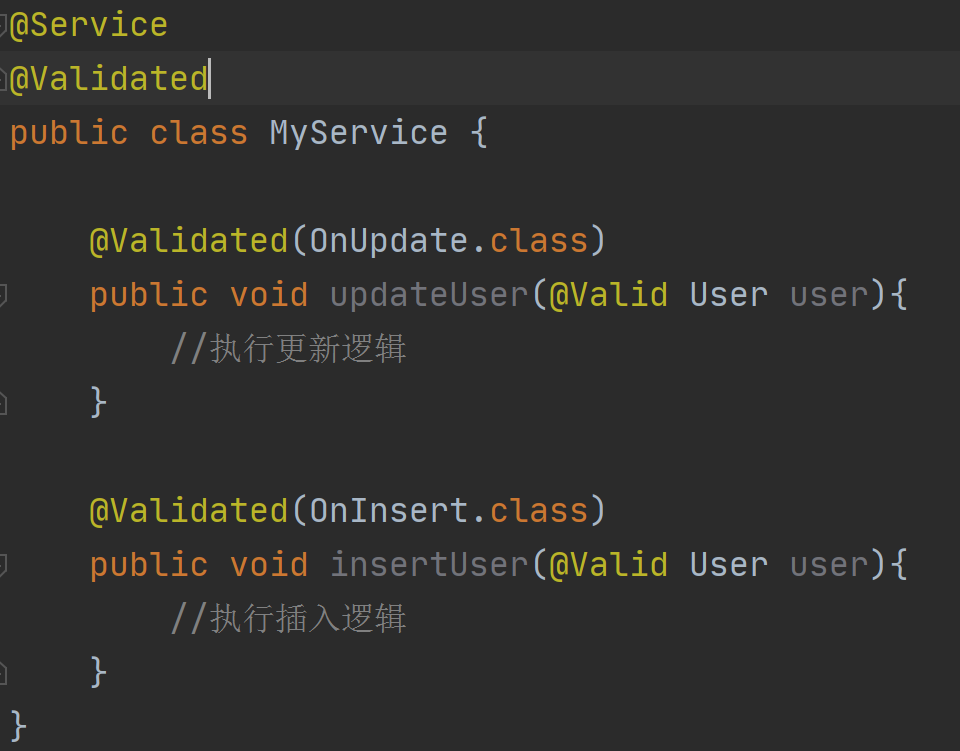 @Service
@Validated
public class MyService {
@Validated(OnUpdate.class)
public void updateUser(@Valid User user){
//执行更新逻辑
}
@Validated(OnInsert.class)
public void insertUser(@Valid User user){
//执行插入逻辑
}
}